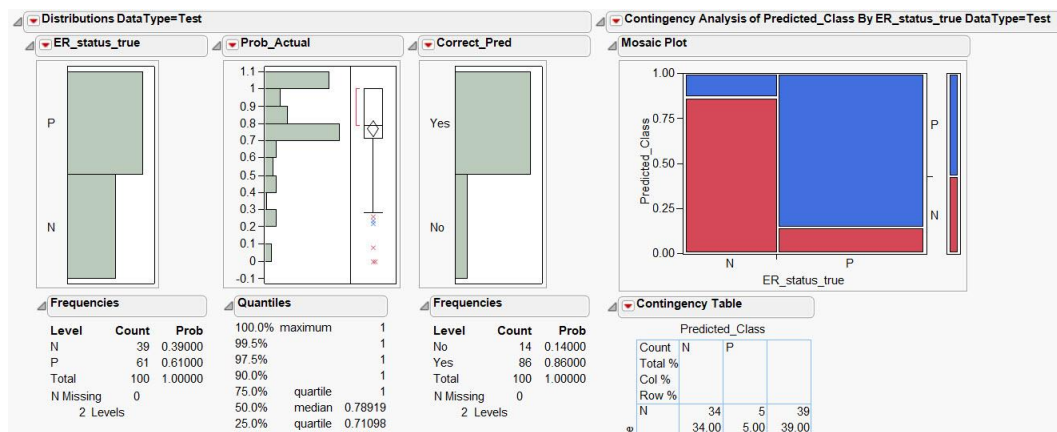 Distributions DataType=Test
ER_status_true
P
N
Frequencies
Level Count Prob
N 39 0.39000
P 61 0.61000
Total 100 1.00000
N Missing 0
2 Levels
Prob_Actual
1.1
1
0.9
0.8
0.7
0.6
0.5
0.4
0.3
0.2
0.1
0
-0.1
Quantiles
100.0% maximum 1
99.5% 1
97.5% 1
90.0% 1
75.0% quartile 1
50.0% median 0.78919
25.0% quartile 0.71098
Correct_Pred
Yes
No
Frequencies
Level Count Prob
No 14 0.14000
Yes 86 0.86000
Total 100 1.00000
N Missing 0
2 Levels
Contingency Analysis of Predicted_Class By ER_status_true DataType=Test
Mosaic Plot
Predicted_Class
1.00
0.75
0.50
0.25
0.00
P
N
N P
ER_status_true
Contingency Table
Predicted_Class
Count N P
Total %
Col %
Row %
N 34 5 39
34.00 5.00 39.00